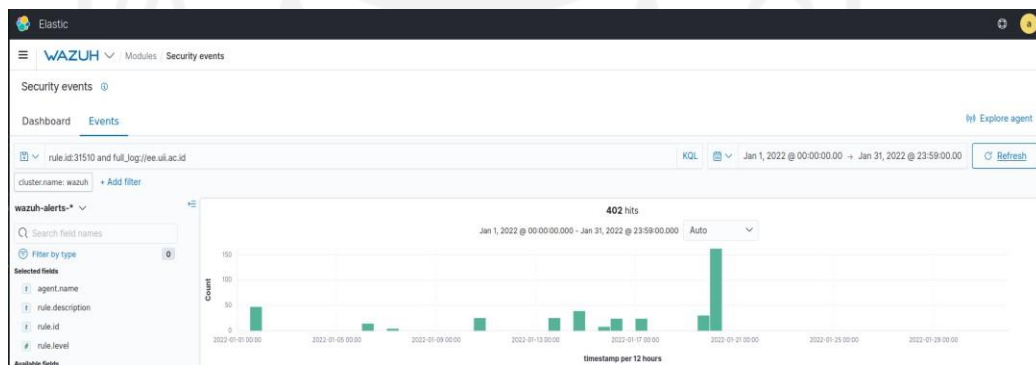 Elastic
a
WAZUH / Modules / Security events
Security events
Dashboard Events
Explore agent
rule.id:31510 and full_log://ee.uii.ac.id KQL Jan 1, 2022 @ 00:00:00.00 → Jan 31, 2022 @ 23:59:00.00 Refresh
cluster.name: wazuh + Add filter
wazuh-alerts-*
402 hits
Jan 1, 2022 @ 00:00:00.000 - Jan 31, 2022 @ 23:59:00.000 Auto
Search field names
Filter by type 0
Selected fields
t agent.name
t rule.description
t rule.id
# rule.level
Available fields
Count
150
100
50
0
2022-01-01 00:00 2022-01-05 00:00 2022-01-09 00:00 2022-01-13 00:00 2022-01-17 00:00 2022-01-21 00:00 2022-01-25 00:00 2022-01-29 00:00
timestamp per 12 hours